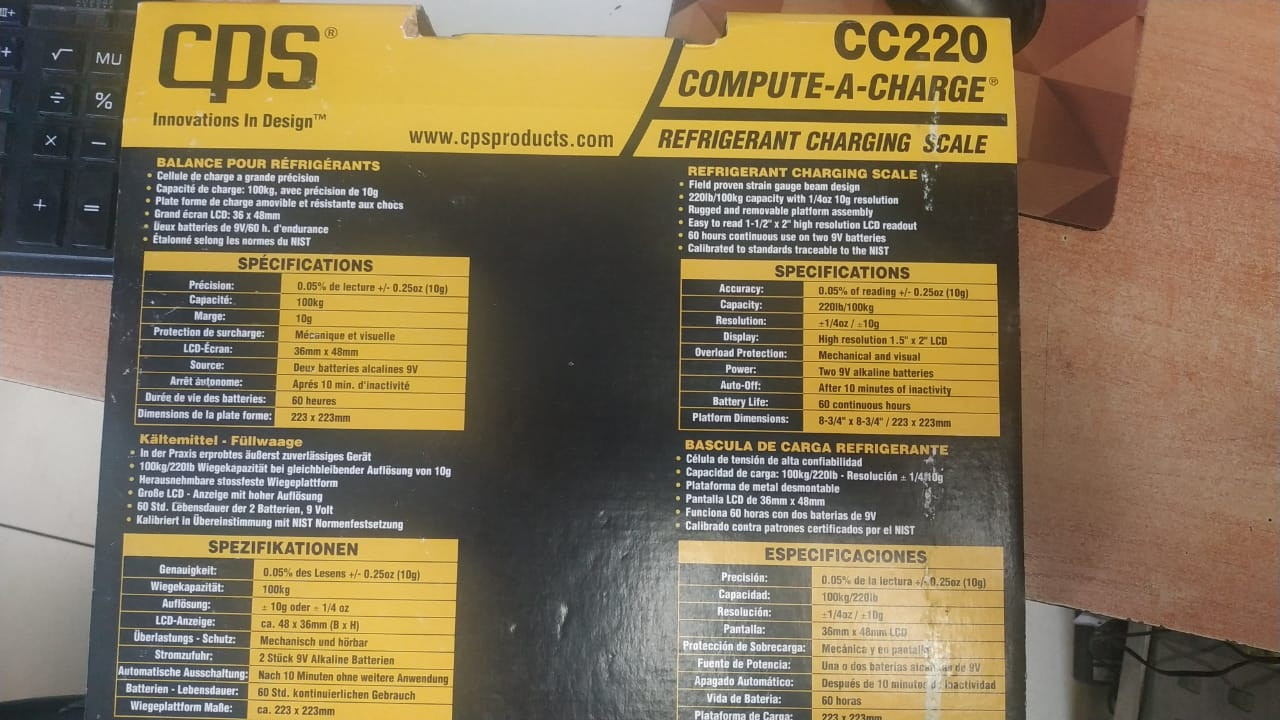 cps®
Innovations In Design™
www.cpsproducts.com
CC220
COMPUTE-A-CHARGE®
REFRIGERANT CHARGING SCALE
BALANCE POUR RÉFRIGÉRANTS
• Cellule de charge a grande précision
• Capacité de charge: 100kg, avec précision de 10g
• Plate forme de charge amovible et résistante aux chocs
• Grand écran LCD: 36 x 48mm
• Deux batteries de 9V/60 h. d'endurance
• Étalonné selong les normes du NIST
SPÉCIFICATIONS
Précision: 0.05% de lecture +/- 0.25oz (10g)
Capacité: 100kg
Marge: 10g
Protection de surcharge: Mécanique et visuelle
LCD-Écran: 36mm x 48mm
Source: Deux batteries alcalines 9V
Arrêt autonome: Aprés 10 min. d'inactivité
Durée de vie des batteries: 60 heures
Dimensions de la plate forme: 223 x 223mm
REFRIGERANT CHARGING SCALE
• Field proven strain gauge beam design
• 220lb/100kg capacity with 1/4oz 10g resolution
• Rugged and removable platform assembly
• Easy to read 1-1/2" x 2" high resolution LCD readout
• 60 hours continuous use on two 9V batteries
• Calibrated to standards traceable to the NIST
SPECIFICATIONS
Accuracy: 0.05% of reading +/- 0.25oz (10g)
Capacity: 220lb/100kg
Resolution: ±1/4oz / ±10g
Display: High resolution 1.5" x 2" LCD
Overload Protection: Mechanical and visual
Power: Two 9V alkaline batteries
Auto-Off: After 10 minutes of inactivity
Battery Life: 60 continuous hours
Platform Dimensions: 8-3/4" x 8-3/4" / 223 x 223mm
Kältemittel - Füllwaage
• In der Praxis erprobtes äußerst zuverlässiges Gerät
• 100kg/220lb Wiegekapazität bei gleichbleibender Auflösung von 10g
• Herausnehmbare stossfeste Wiegeplattform
• Große LCD - Anzeige mit hoher Auflösung
• 60 Std. Lebensdauer der 2 Batterien, 9 Volt
• Kalibriert in Übereinstimmung mit NIST Normenfestsetzung
SPEZIFIKATIONEN
Genauigkeit: 0.05% des Lesens +/- 0.25oz (10g)
Wiegekapazität: 100kg
Auflösung: ± 10g oder ± 1/4 oz
LCD-Anzeige: ca. 48 x 36mm (B x H)
Überlastungs - Schutz: Mechanisch und hörbar
Stromzufuhr: 2 Stück 9V Alkaline Batterien
Automatische Ausschaltung: Nach 10 Minuten ohne weitere Anwendung
Batterien - Lebensdauer: 60 Std. kontinuierlichen Gebrauch
Wiegeplattform Maße: ca. 223 x 223mm
BASCULA DE CARGA REFRIGERANTE
• Célula de tensión de alta confiabilidad
• Capacidad de carga: 100kg/220lb - Resolución ± 1/4/10g
• Plataforma de metal desmontable
• Pantalla LCD de 36mm x 48mm
• Funciona 60 horas con dos baterias de 9V
• Calibrado contra patrones certificados por el NIST
ESPECIFICACIONES
Precisión: 0.05% de la lectura +/- 0.25oz (10g)
Capacidad: 100kg/220lb
Resolución: ±1/4oz / ±10g
Pantalla: 36mm x 48mm LCD
Protección de Sobrecarga: Mecánica y en pantalla
Fuente de Potencia: Una o dos baterías de 9V
Apagado Automático: Después de 10 minutos inactividad
Vida de Bateria: 60 horas
Plataforma de Carga: 223 x 223mm
√ MU
÷ %
× −
+ =